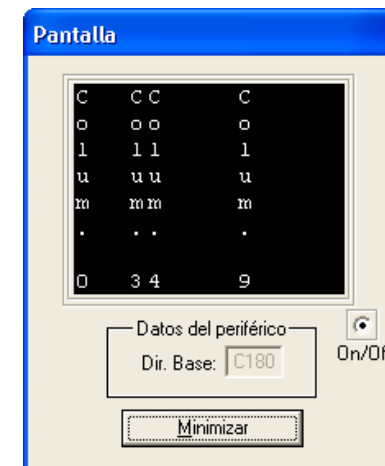 Pantalla
C C C C
o o o o
l l l l
u u u u
m m m m
. . . .
0 3 4 9
Datos del periférico
Dir. Base: C180
On/Of
Minimizar